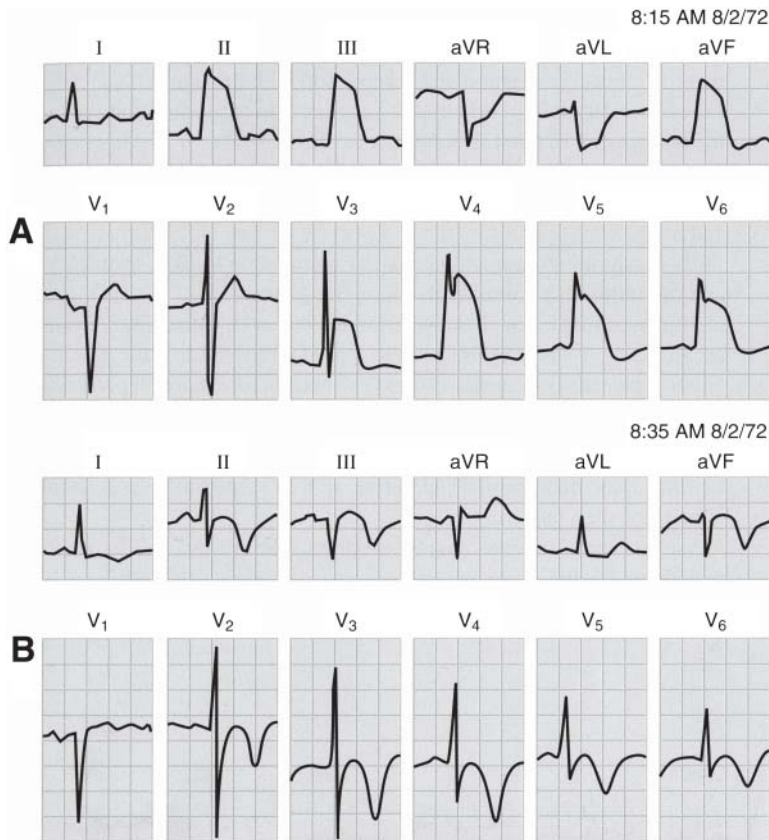 8:15 AM 8/2/72
I II III aVR aVL aVF
A
V₁ V₂ V₃ V₄ V₅ V₆
8:35 AM 8/2/72
I II III aVR aVL aVF
B
V₁ V₂ V₃ V₄ V₅ V₆